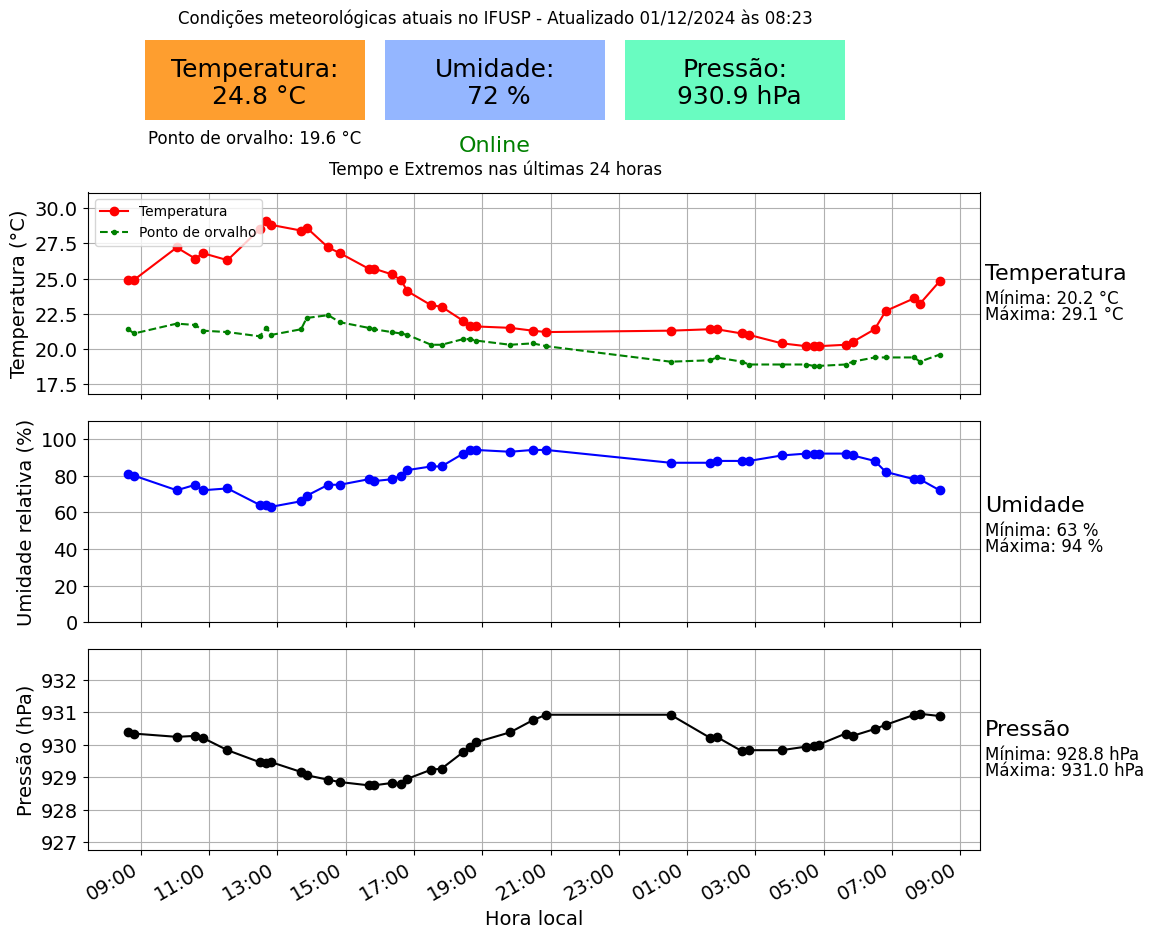 Condições meteorológicas atuais no IFUSP - Atualizado 01/12/2024 às 08:23
Temperatura:
24.8 °C
Umidade:
72 %
Pressão:
930.9 hPa
Ponto de orvalho: 19.6 °C
Online
Tempo e Extremos nas últimas 24 horas
Temperatura (°C)
30.0
27.5
25.0
22.5
20.0
17.5
Temperatura
Ponto de orvalho
Temperatura
Mínima: 20.2 °C
Máxima: 29.1 °C
Umidade relativa (%)
100
80
60
40
20
0
Umidade
Mínima: 63 %
Máxima: 94 %
Pressão (hPa)
932
931
930
929
928
927
Pressão
Mínima: 928.8 hPa
Máxima: 931.0 hPa
09:00 11:00 13:00 15:00 17:00 19:00 21:00 23:00 01:00 03:00 05:00 07:00 09:00
Hora local